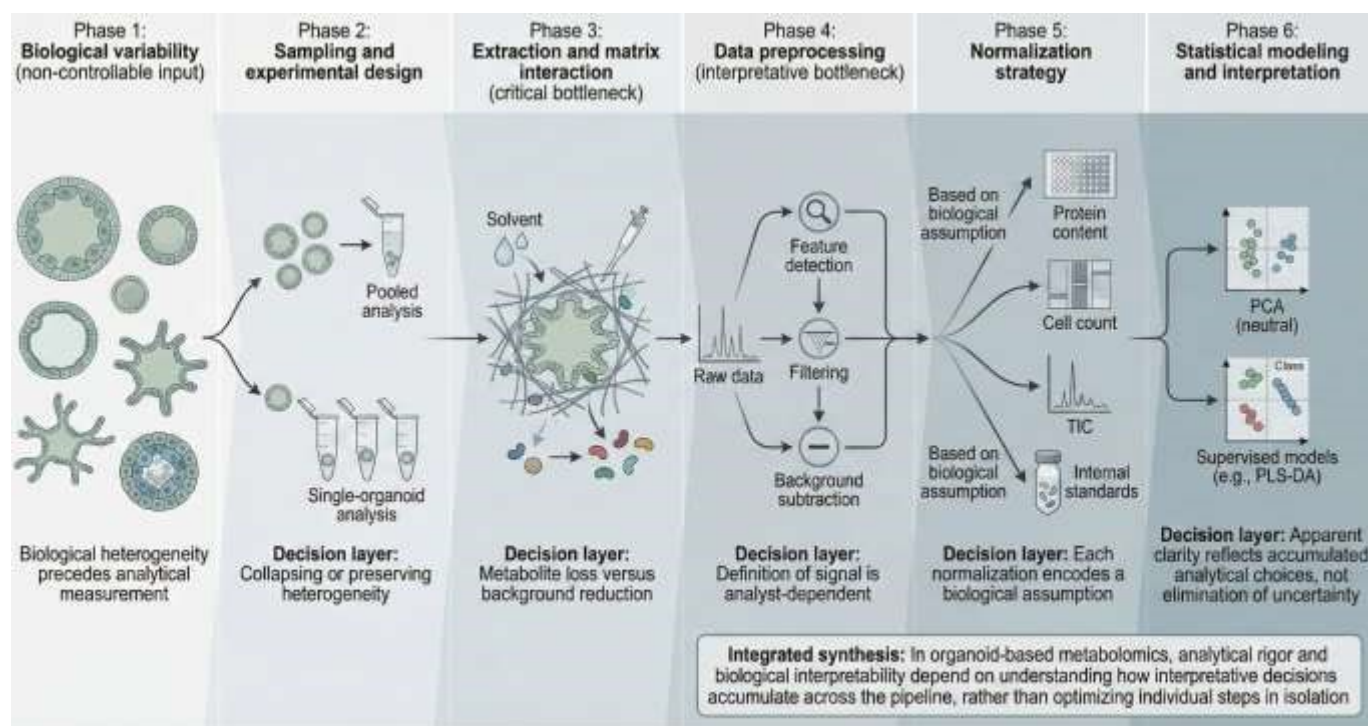 Phase 1:
Biological variability
(non-controllable input)
Phase 2:
Sampling and
experimental design
Phase 3:
Extraction and matrix
interaction
(critical bottleneck)
Phase 4:
Data preprocessing
(interpretative bottleneck)
Phase 5:
Normalization
strategy
Phase 6:
Statistical modeling
and interpretation
Biological heterogeneity
precedes analytical
measurement
Pooled
analysis
Single-organoid
analysis
Decision layer:
Collapsing or preserving
heterogeneity
Solvent
Decision layer:
Metabolite loss versus
background reduction
Raw data
Feature
detection
Filtering
Background
subtraction
Decision layer:
Definition of signal is
analyst-dependent
Based on
biological
assumption
Protein
content
Cell count
TIC
Based on
biological
assumption
Internal
standards
Decision layer: Each
normalization encodes a
biological assumption
PCA
(neutral)
Class
Supervised models
(e.g., PLS-DA)
Decision layer: Apparent
clarity reflects accumulated
analytical choices, not
elimination of uncertainty
Integrated synthesis: In organoid-based metabolomics, analytical rigor and
biological interpretability depend on understanding how interpretative decisions
accumulate across the pipeline, rather than optimizing individual steps in isolation